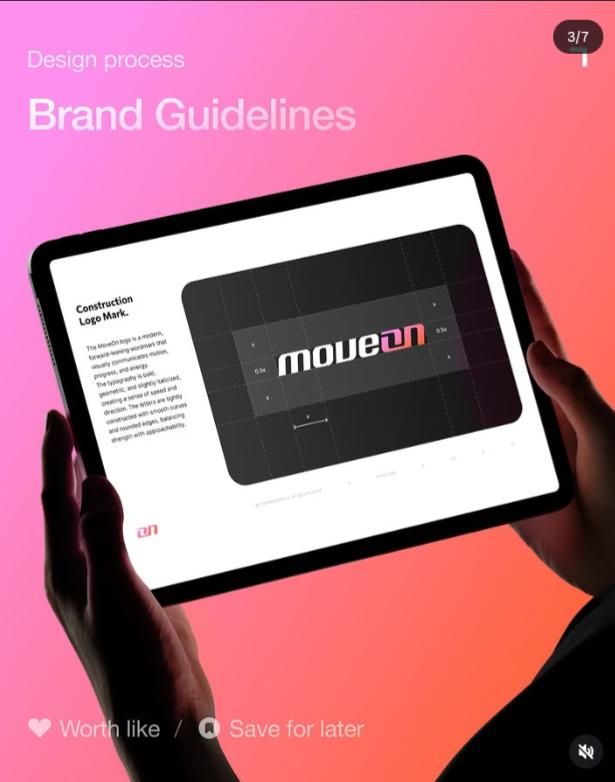 3/7
Design process
Brand Guidelines
Construction
Logo Mark.
The MoveOn logo is a modern,
forward-leaning wordmark that
visually communicates motion,
progress, and energy.
The typography is bold,
geometric, and slightly italicized,
creating a sense of speed and
direction. The letters are tightly
constructed with smooth curves
and rounded edges, balancing
strength with approachability.
x
x
0.5x
moveon
0.5x
x
x
x
on
Worth like / Save for later